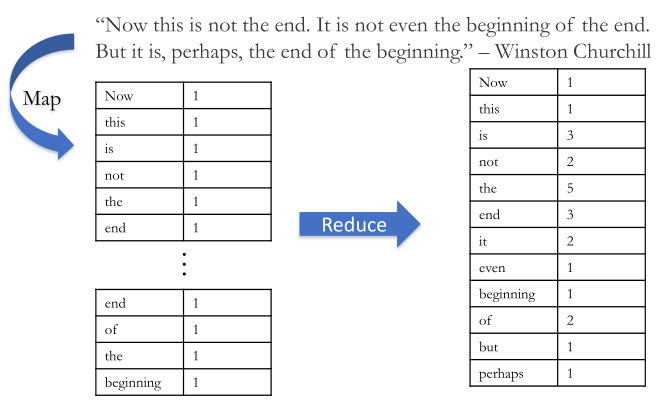 “Now this is not the end. It is not even the beginning of the end.
But it is, perhaps, the end of the beginning.” – Winston Churchill
Map
Now 1
this 1
is 1
not 1
the 1
end 1
⋮
end 1
of 1
the 1
beginning 1
Reduce
Now 1
this 1
is 3
not 2
the 5
end 3
it 2
even 1
beginning 1
of 2
but 1
perhaps 1